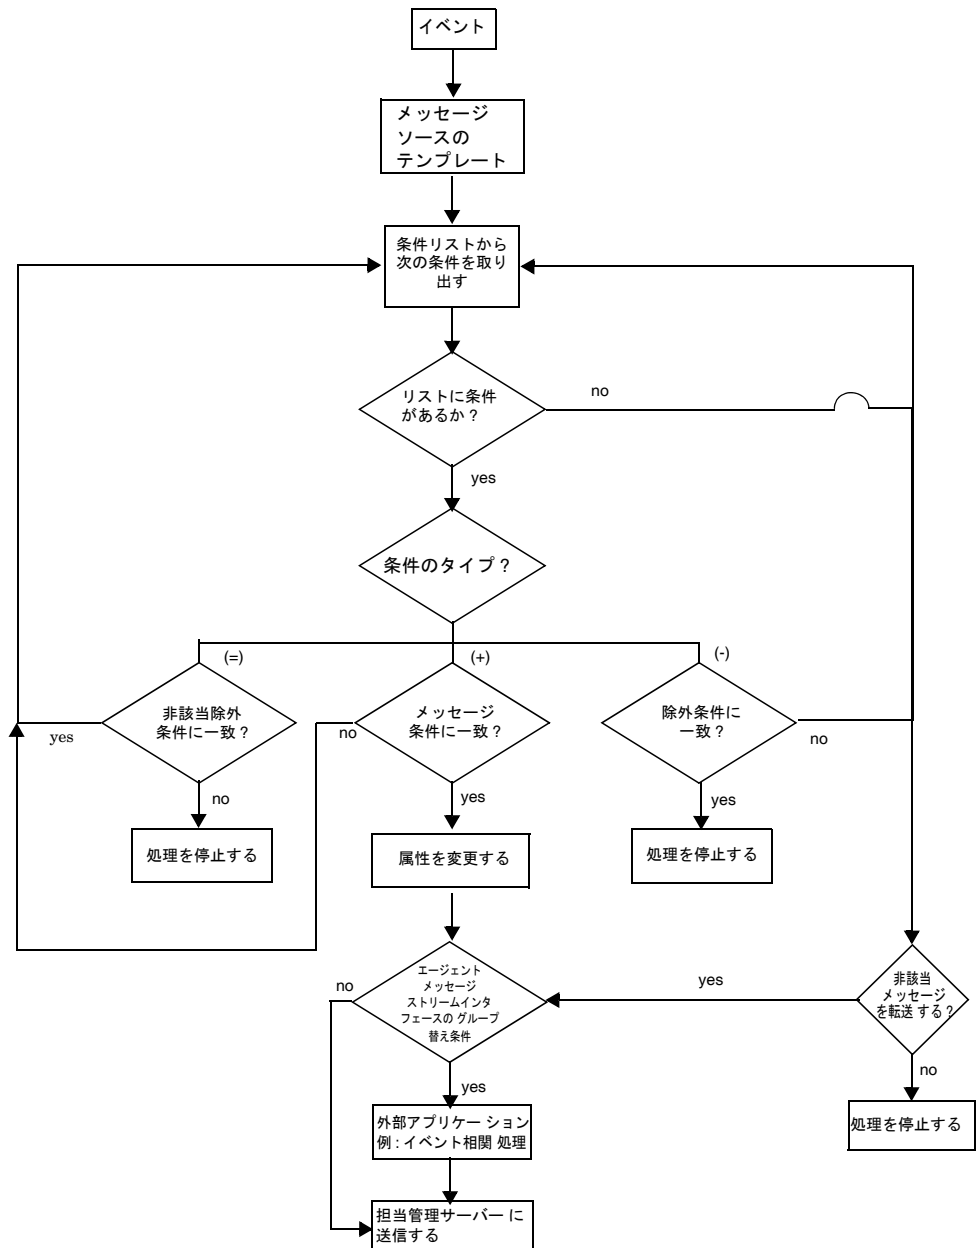 イベント
メッセージ
ソースの
テンプレート
条件リストから
次の条件を取り
出す
リストに条件
があるか？
no
yes
条件のタイプ？
(=)
(+)
(-)
非該当除外
条件に一致？
yes
no
メッセージ
条件に一致？
no
yes
除外条件に
一致？
no
yes
処理を停止する
属性を変更する
処理を停止する
エージェント
メッセージ
ストリームインタ
フェースの グループ
替え条件
no
yes
yes
非該当
メッセージ
を転送 する？
no
外部アプリケー ション
例 : イベント相関 処理
処理を停止する
担当管理サーバー に
送信する